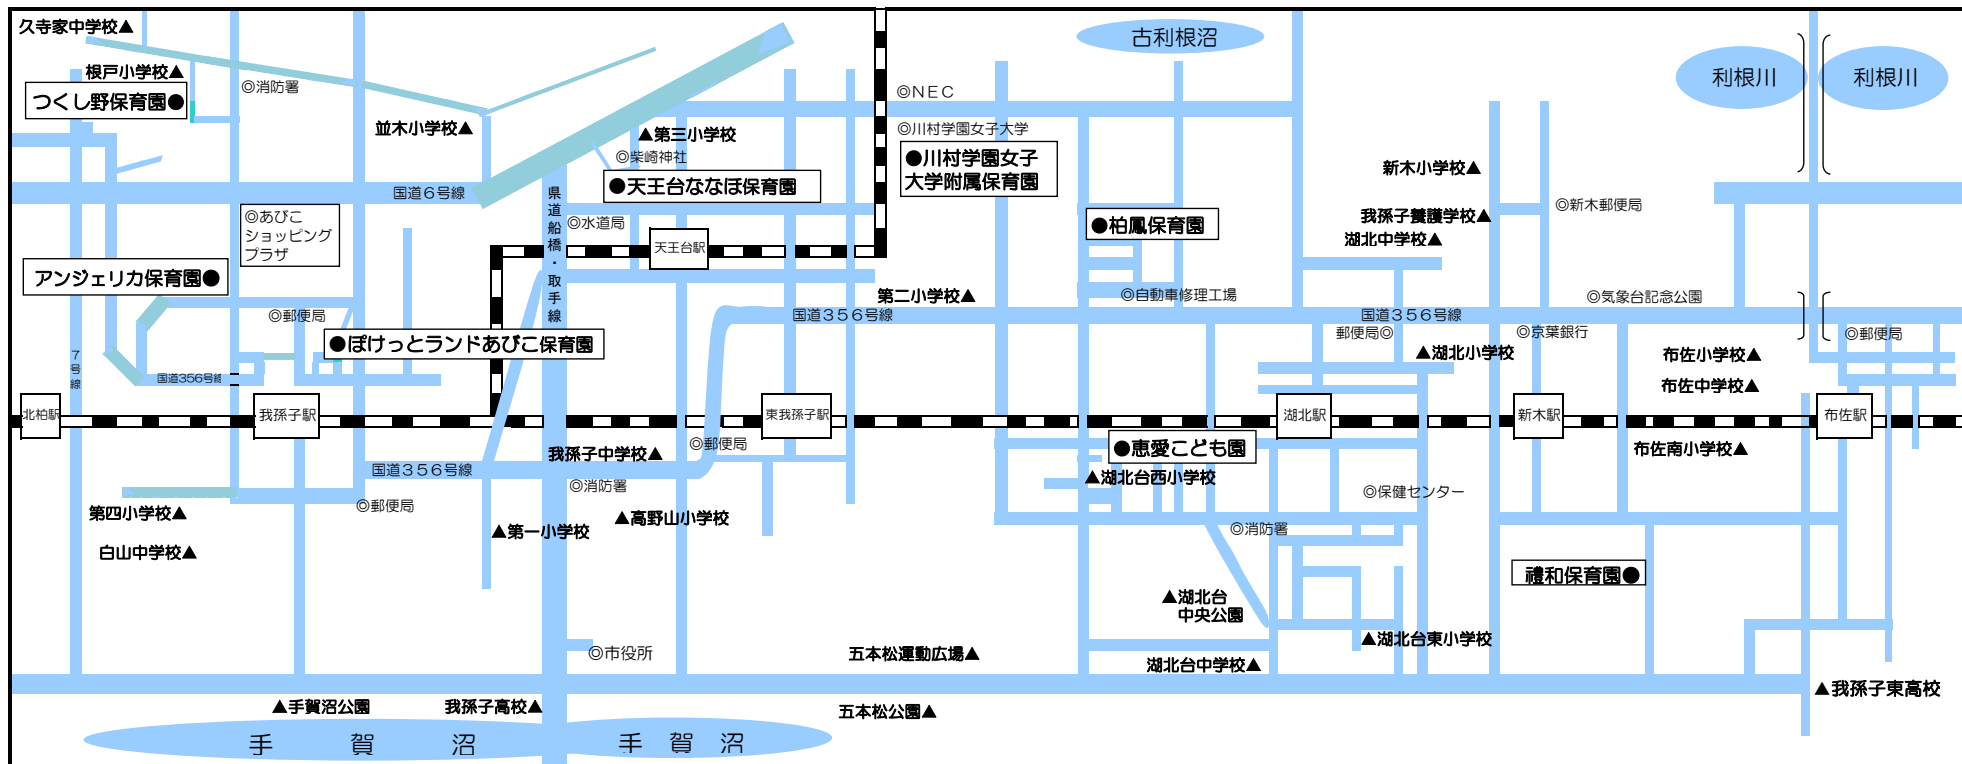 久寺家中学校▲
古利根沼
利根川
利根川
根戸小学校▲
◎消防署
つくし野保育園●
◎NEC
並木小学校▲
▲第三小学校
◎川村学園女子大学
◎柴崎神社
●川村学園女子
大学附属保育園
新木小学校▲
●天王台ななほ保育園
国道6号線
県道船橋・取手線
◎あびこ
ショッピング
プラザ
◎水道局
●柏鳳保育園
我孫子養護学校▲
◎新木郵便局
湖北中学校▲
天王台駅
アンジェリカ保育園●
第二小学校▲
◎自動車修理工場
◎気象台記念公園
◎郵便局
国道356号線
国道356号線
郵便局◎
◎京葉銀行
◎郵便局
●ぽけっとランドあびこ保育園
7号線
▲湖北小学校
布佐小学校▲
国道356号線
布佐中学校▲
北柏駅
我孫子駅
東我孫子駅
湖北駅
新木駅
布佐駅
◎郵便局
●恵愛こども園
我孫子中学校▲
布佐南小学校▲
国道356号線
▲湖北台西小学校
◎消防署
◎保健センター
◎郵便局
第四小学校▲
▲高野山小学校
▲第一小学校
◎消防署
白山中学校▲
禮和保育園●
▲湖北台
中央公園
▲湖北台東小学校
◎市役所
五本松運動広場▲
湖北台中学校▲
▲我孫子東高校
▲手賀沼公園
我孫子高校▲
五本松公園▲
手賀沼
手賀沼